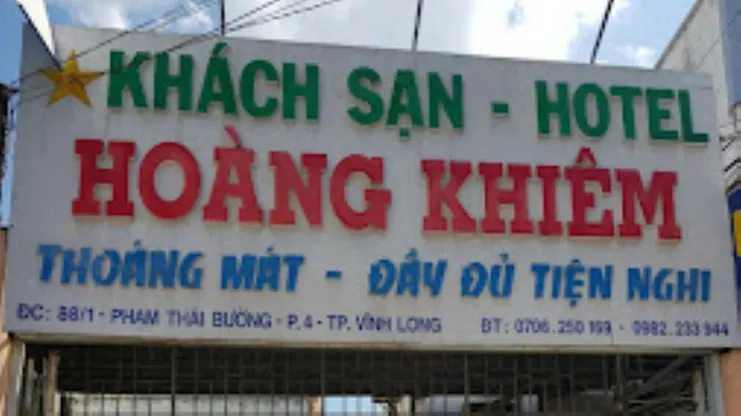 KHÁCH SẠN - HOTEL
HOÀNG KHIÊM
THOÁNG MÁT - ĐẦY ĐỦ TIỆN NGHI
ĐC: 88/1 - PHẠM THÁI BƯỜNG - P.4 - TP. VĨNH LONG ĐT: 0706.250 169 - 0982.233 944